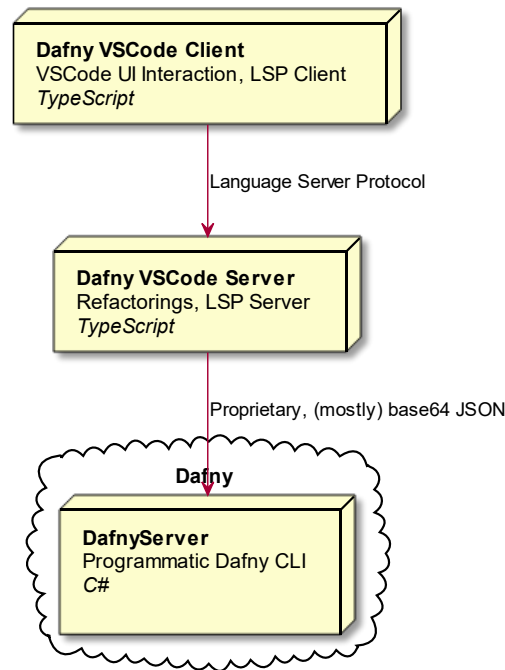 Dafny VSCode Client
VSCode UI Interaction, LSP Client
TypeScript
Language Server Protocol
Dafny VSCode Server
Refactorings, LSP Server
TypeScript
Proprietary, (mostly) base64 JSON
Dafny
DafnyServer
Programmatic Dafny CLI
C#